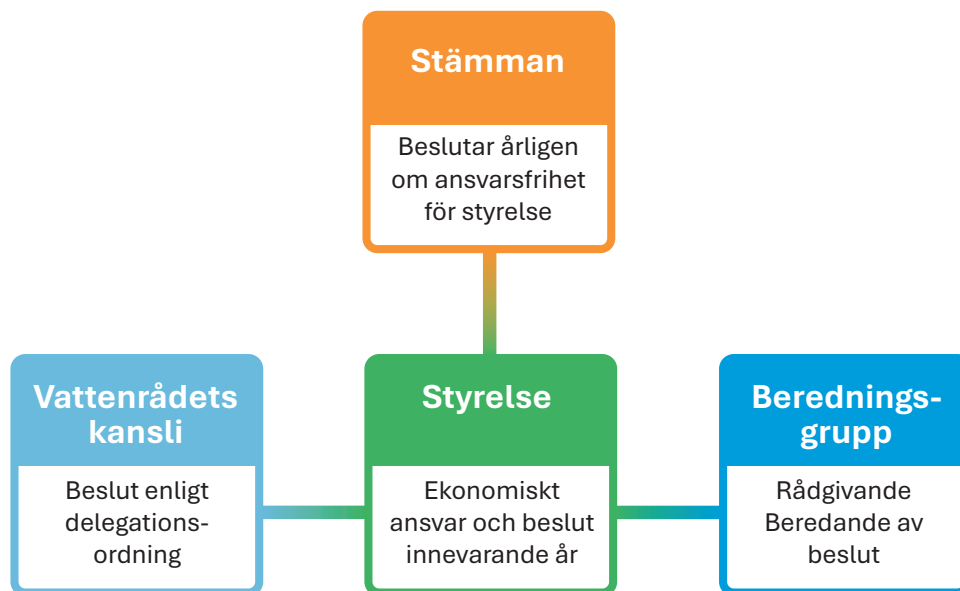 Stämman
Beslutar årligen
om ansvarsfrihet
för styrelse
Vattenrådets
kansli
Beslut enligt
delegations-
ordning
Styrelse
Ekonomiskt
ansvar och beslut
innevarande år
Berednings-
grupp
Rådgivande
Beredande av
beslut